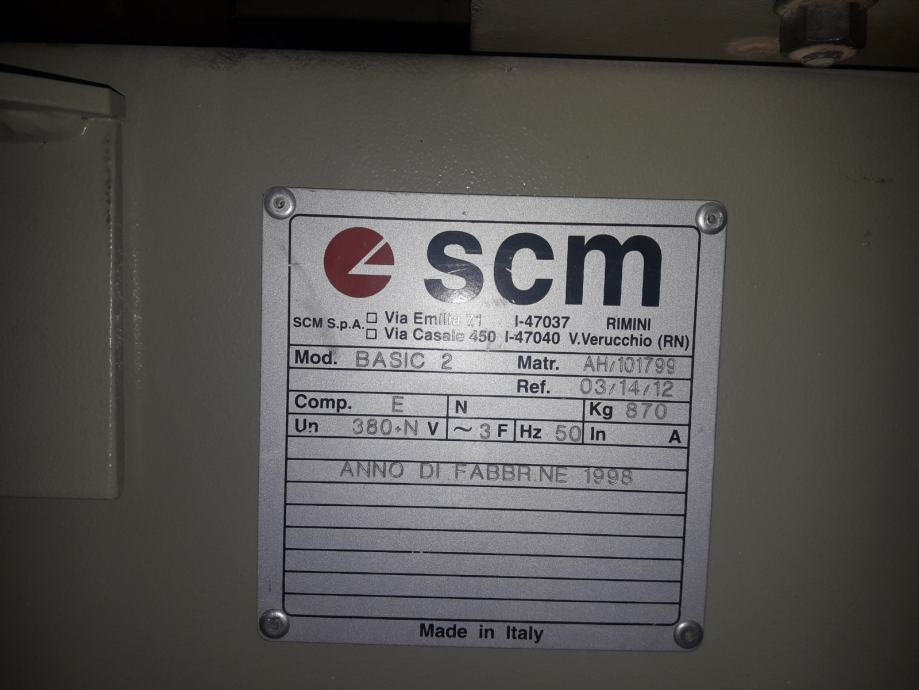 scm
SCM S.p.A. □ Via Emilia 71 I-47037 RIMINI
□ Via Casale 450 I-47040 V.Verucchio (RN)
Mod. BASIC 2 Matr. AH/101799
Ref. 03/14/12
Comp. E N Kg 870
Un 380+N V ~ 3 F Hz 50 In A
ANNO DI FABBR.NE 1998
Made in Italy